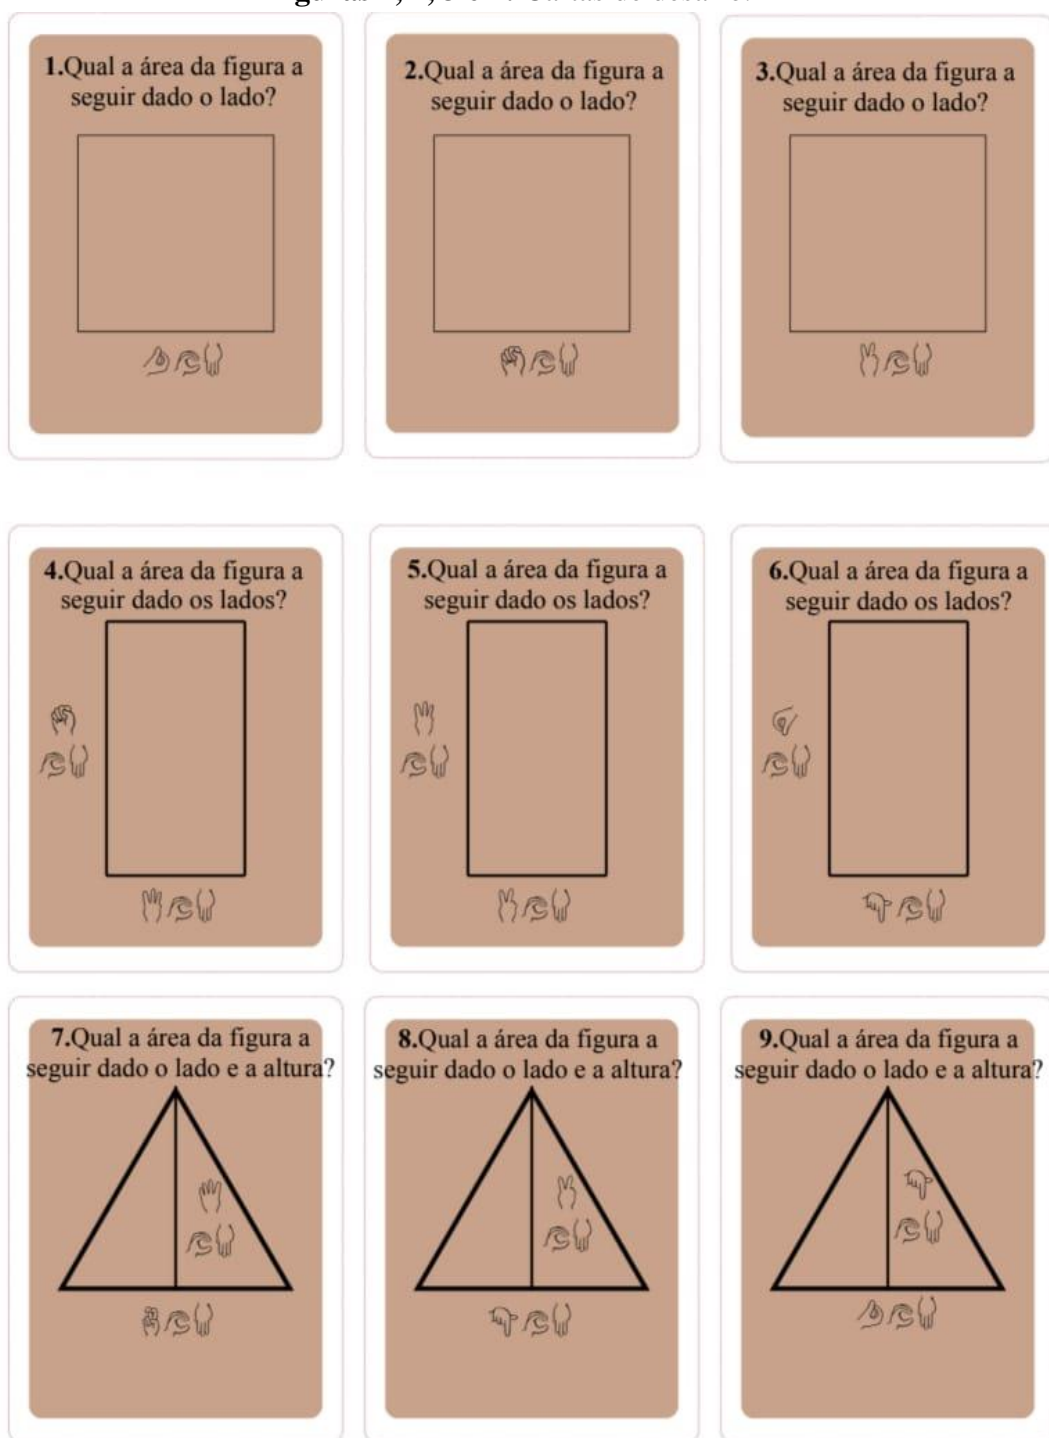 1.Qual a área da figura a
seguir dado o lado?
2.Qual a área da figura a
seguir dado o lado?
3.Qual a área da figura a
seguir dado o lado?
4.Qual a área da figura a
seguir dado os lados?
5.Qual a área da figura a
seguir dado os lados?
6.Qual a área da figura a
seguir dado os lados?
7.Qual a área da figura a
seguir dado o lado e a altura?
8.Qual a área da figura a
seguir dado o lado e a altura?
9.Qual a área da figura a
seguir dado o lado e a altura?